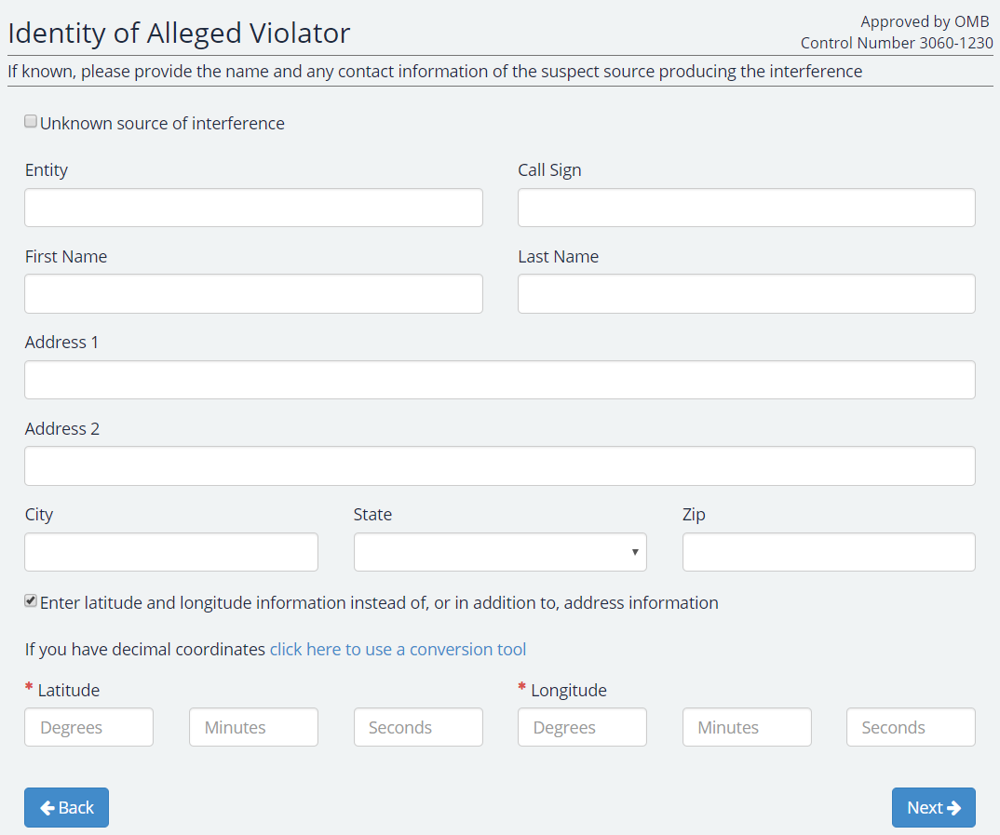 Identity of Alleged Violator
Approved by OMB
Control Number 3060-1230
If known, please provide the name and any contact information of the suspect source producing the interference
Unknown source of interference
Entity
Call Sign
First Name
Last Name
Address 1
Address 2
City
State
Zip
Enter latitude and longitude information instead of, or in addition to, address information
If you have decimal coordinates click here to use a conversion tool
* Latitude
* Longitude
Degrees
Minutes
Seconds
Degrees
Minutes
Seconds
Back
Next